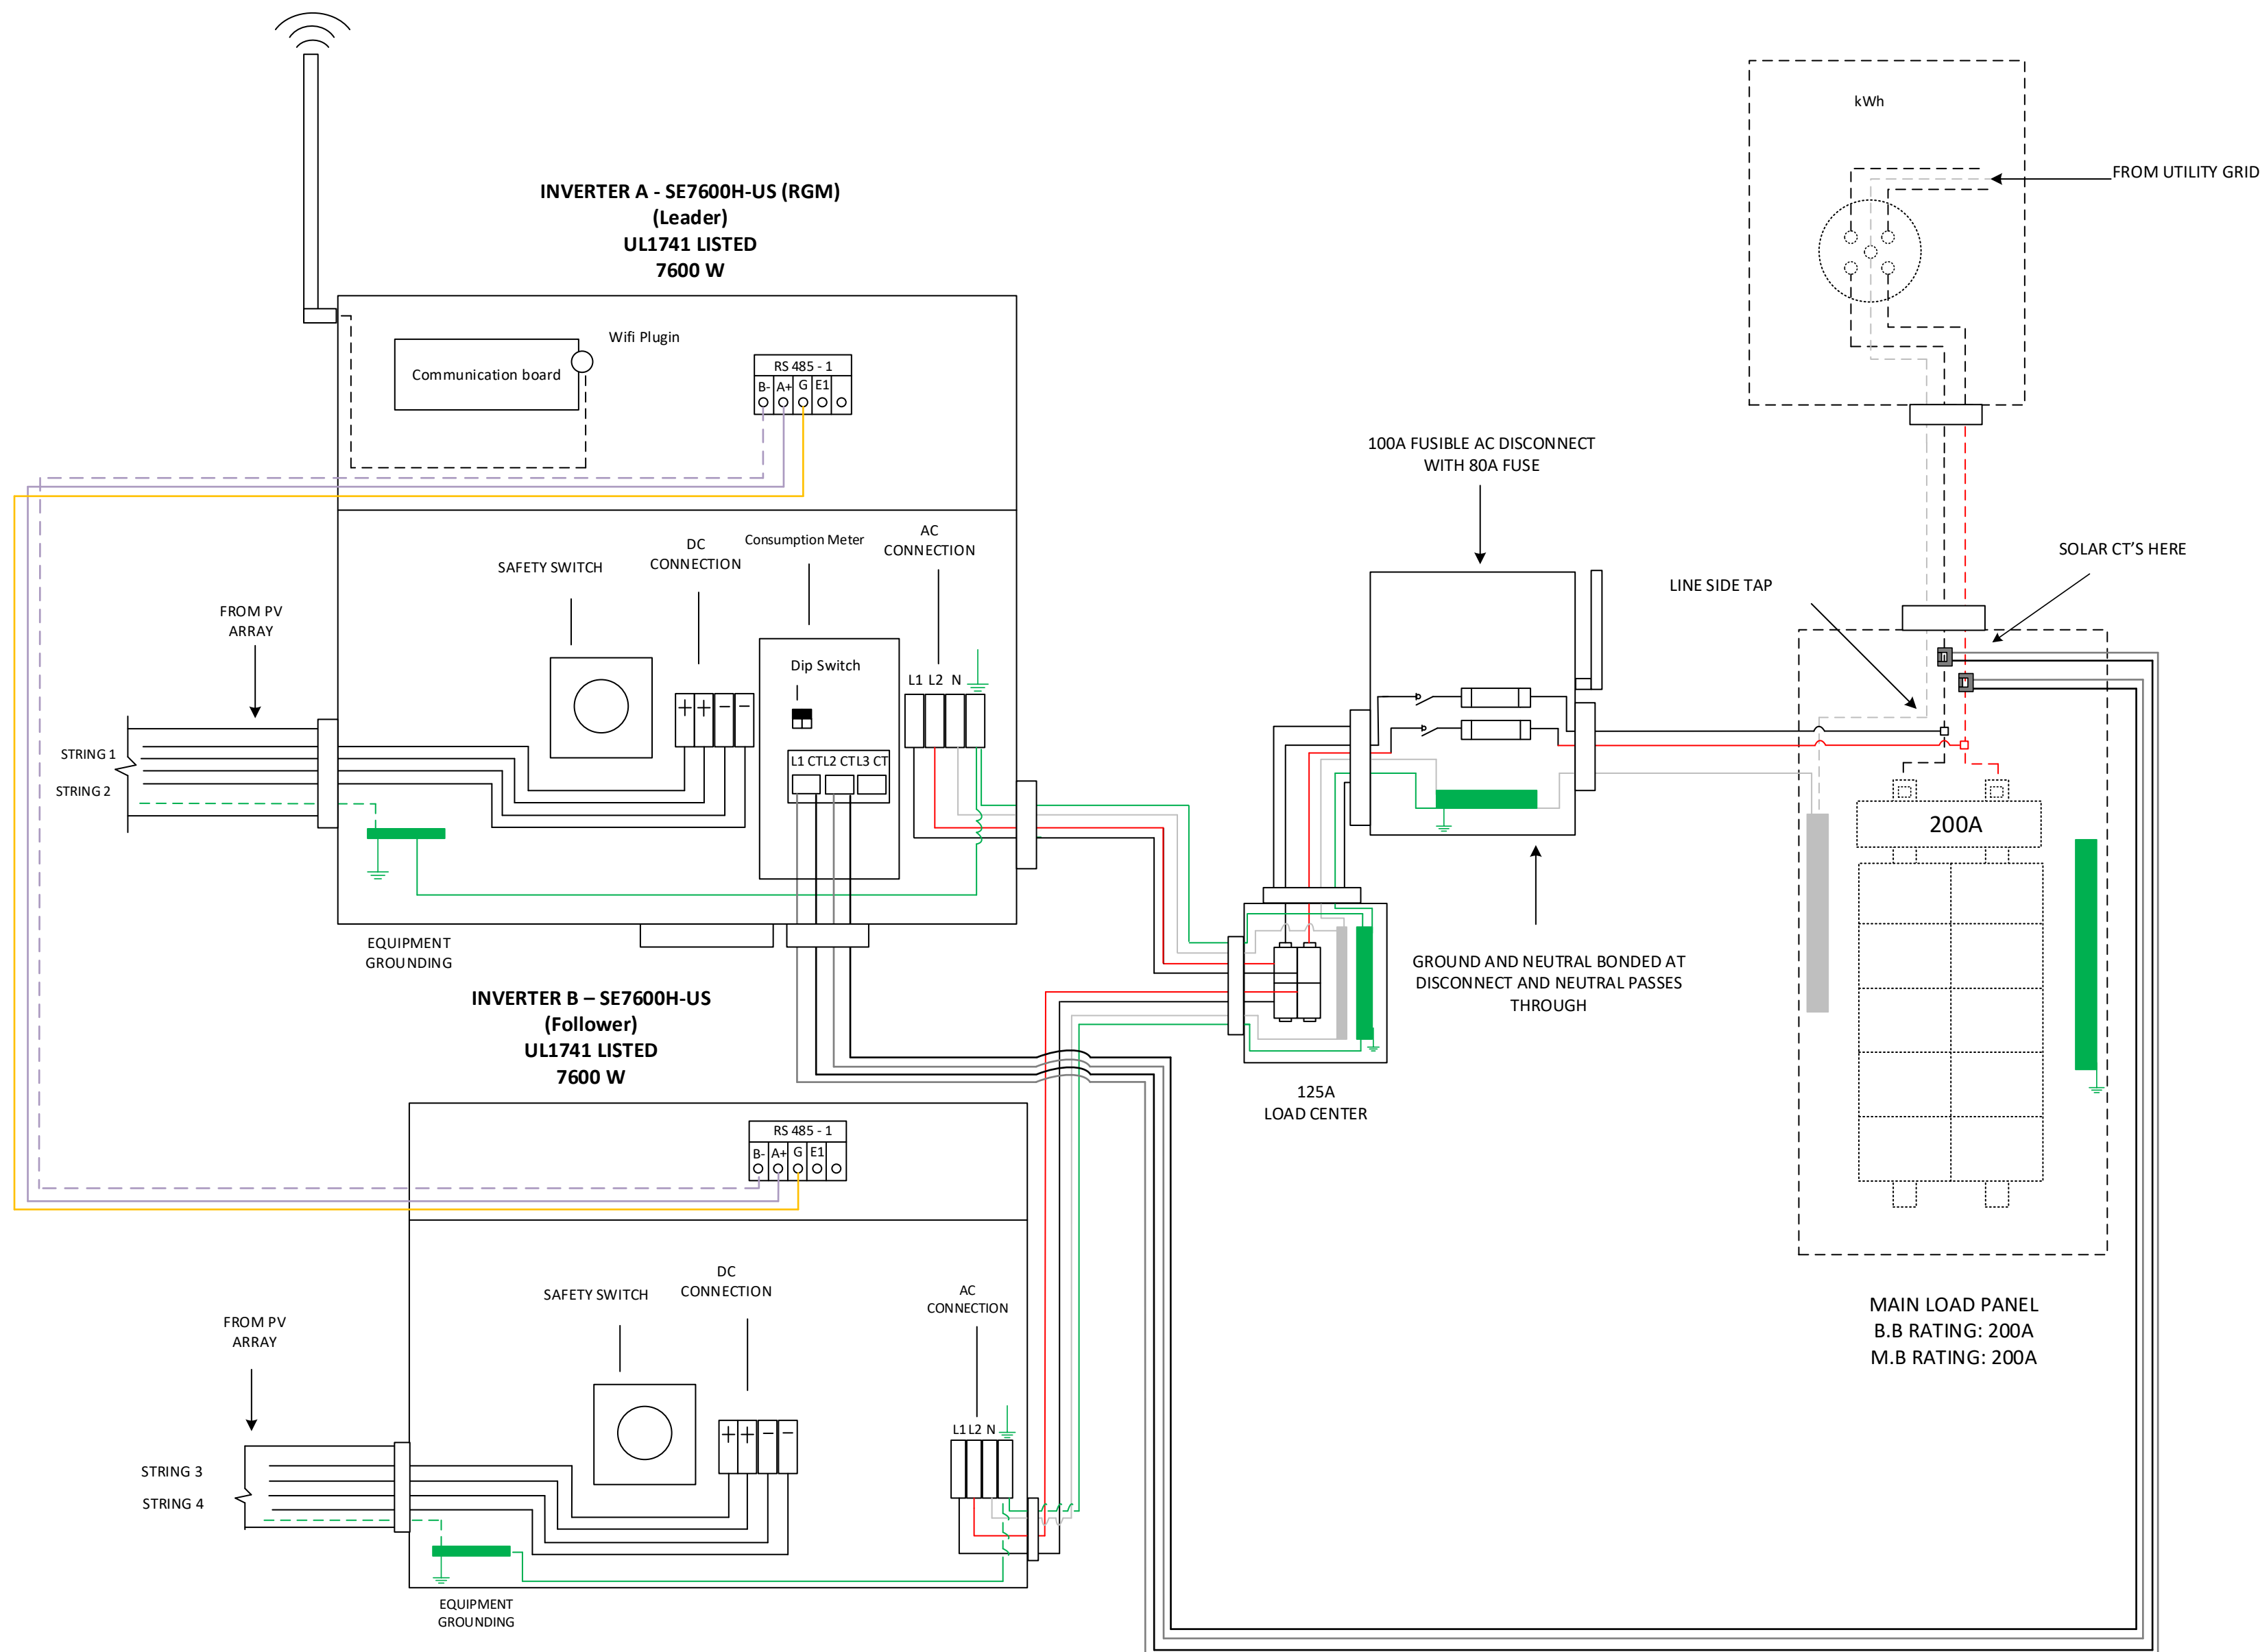 kWh
FROM UTILITY GRID
INVERTER A - SE7600H-US (RGM)
(Leader)
UL1741 LISTED
7600 W
Wifi Plugin
Communication board
RS 485 - 1
B- A+ G E1
100A FUSIBLE AC DISCONNECT
WITH 80A FUSE
SOLAR CT'S HERE
LINE SIDE TAP
AC
CONNECTION
Consumption Meter
DC
CONNECTION
SAFETY SWITCH
FROM PV
ARRAY
Dip Switch
L1 L2 N
+ + − −
STRING 1
STRING 2
L1 CT L2 CT L3 CT
200A
EQUIPMENT
GROUNDING
GROUND AND NEUTRAL BONDED AT
DISCONNECT AND NEUTRAL PASSES
THROUGH
INVERTER B – SE7600H-US
(Follower)
UL1741 LISTED
7600 W
125A
LOAD CENTER
RS 485 - 1
B- A+ G E1
MAIN LOAD PANEL
B.B RATING: 200A
M.B RATING: 200A
DC
CONNECTION
SAFETY SWITCH
AC
CONNECTION
FROM PV
ARRAY
L1 L2 N
+ + − −
STRING 3
STRING 4
EQUIPMENT
GROUNDING